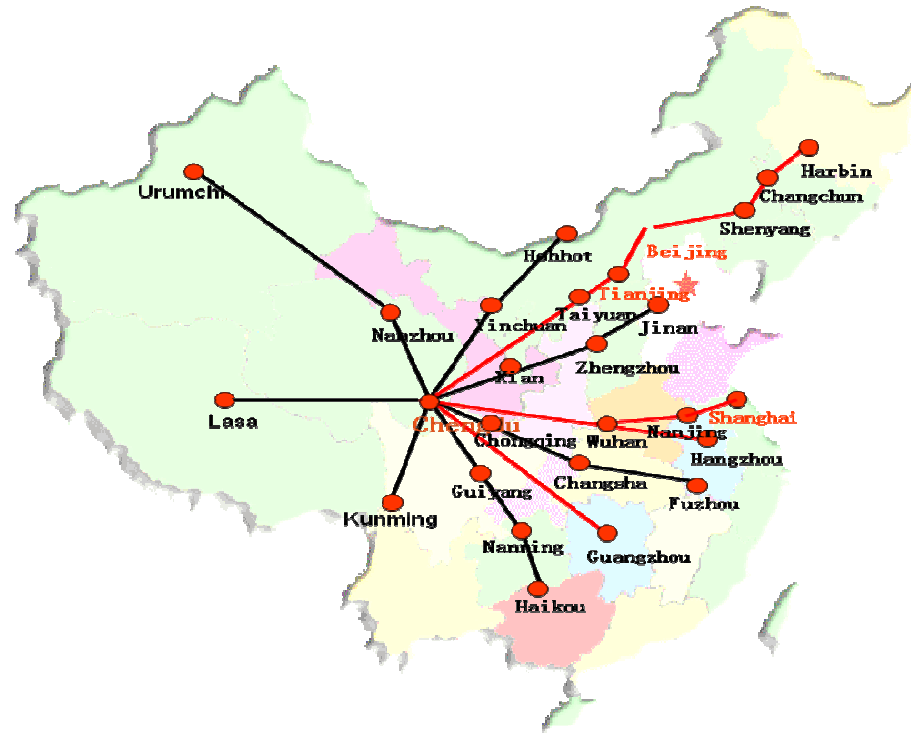 Harbin
Urumchi
Changchun
Shenyang
Hohhot
Beijing
Tianjing
Taiyuan
Jinan
Yinchuan
Nanzhou
Zhengzhou
Xian
Lasa
Shanghai
Chengdu
Nanjing
Chongqing
Wuhan
Hangzhou
Changsha
Guiyang
Fuzhou
Kunming
Nanning
Guangzhou
Haikou